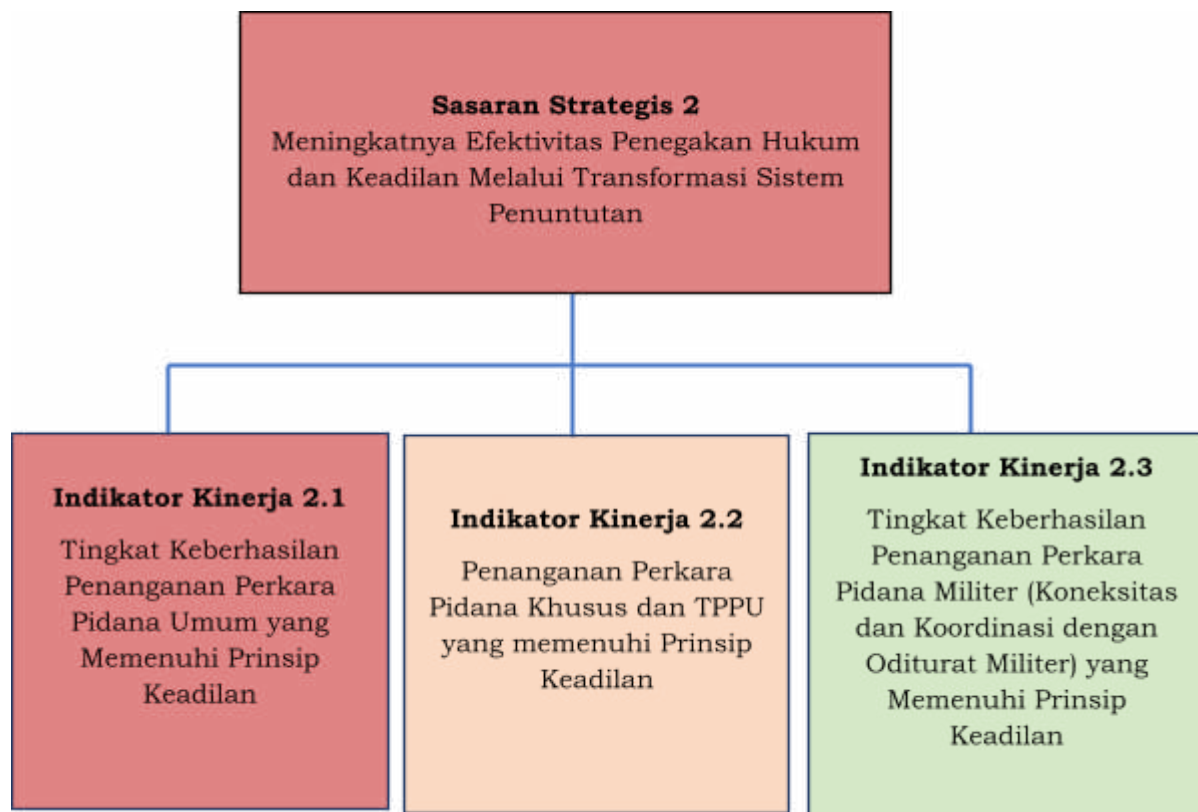 Sasaran Strategis 2
Meningkatnya Efektivitas Penegakan Hukum
dan Keadilan Melalui Transformasi Sistem
Penuntutan
Indikator Kinerja 2.1
Tingkat Keberhasilan
Penanganan Perkara
Pidana Umum yang
Memenuhi Prinsip
Keadilan
Indikator Kinerja 2.2
Penanganan Perkara
Pidana Khusus dan TPPU
yang memenuhi Prinsip
Keadilan
Indikator Kinerja 2.3
Tingkat Keberhasilan
Penanganan Perkara
Pidana Militer (Koneksitas
dan Koordinasi dengan
Oditurat Militer) yang
Memenuhi Prinsip
Keadilan